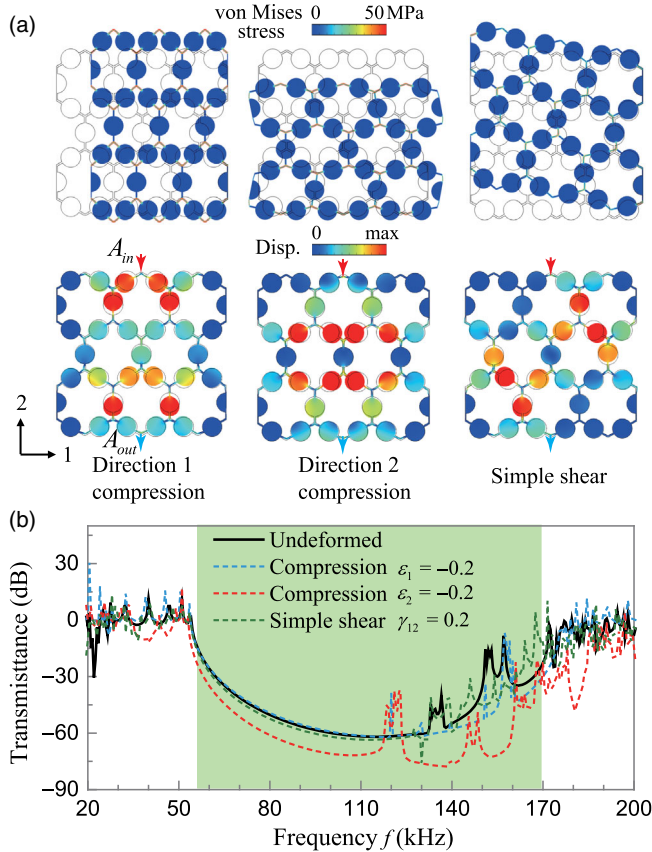 (a)
von Mises stress 0 50 MPa
Disp. 0 max
A_in
A_out
2
1
Direction 1 compression
Direction 2 compression
Simple shear
(b)
Transmittance (dB)
30
0
−30
−60
−90
Undeformed
Compression ε₁ = −0.2
Compression ε₂ = −0.2
Simple shear γ₁₂ = 0.2
20 50 80 110 140 170 200
Frequency f (kHz)